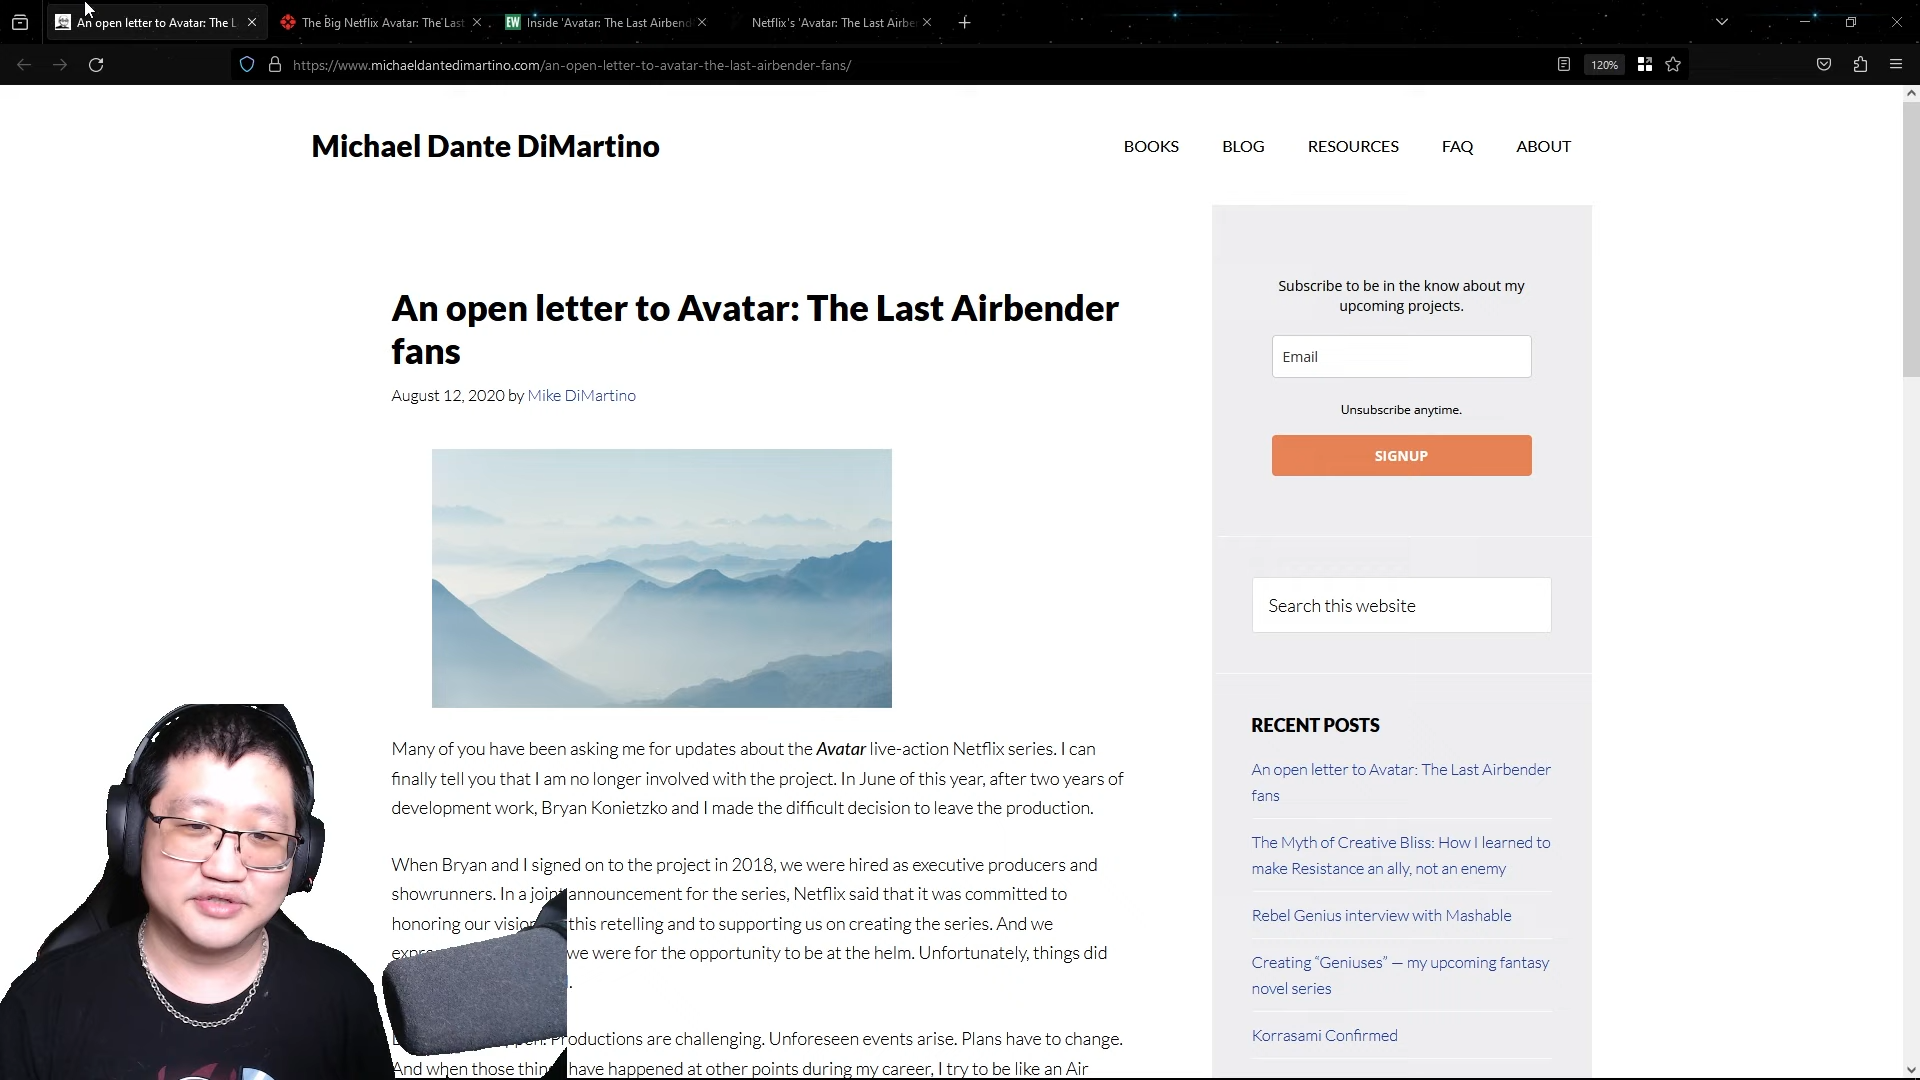 An open letter to Avatar: The L
The Big Netflix Avatar: The Last
EW
Inside 'Avatar: The Last Airbend
Netflix's 'Avatar: The Last Airbe
https://www.michaeldantedimartino.com/an-open-letter-to-avatar-the-last-airbender-fans/
120%
Michael Dante DiMartino
BOOKS
BLOG
RESOURCES
FAQ
ABOUT
An open letter to Avatar: The Last Airbender
fans
August 12, 2020 by Mike DiMartino
Many of you have been asking me for updates about the Avatar live-action Netflix series. I can
finally tell you that I am no longer involved with the project. In June of this year, after two years of
development work, Bryan Konietzko and I made the difficult decision to leave the production.
When Bryan and I signed on to the project in 2018, we were hired as executive producers and
showrunners. In a joint announcement for the series, Netflix said that it was committed to
honoring our vision this retelling and to supporting us on creating the series. And we
we were for the opportunity to be at the helm. Unfortunately, things did
.
Productions are challenging. Unforeseen events arise. Plans have to change.
And when those things have happened at other points during my career, I try to be like an Air
Subscribe to be in the know about my
upcoming projects.
Email
Unsubscribe anytime.
SIGNUP
Search this website
RECENT POSTS
An open letter to Avatar: The Last Airbender
fans
The Myth of Creative Bliss: How I learned to
make Resistance an ally, not an enemy
Rebel Genius interview with Mashable
Creating “Geniuses” — my upcoming fantasy
novel series
Korrasami Confirmed